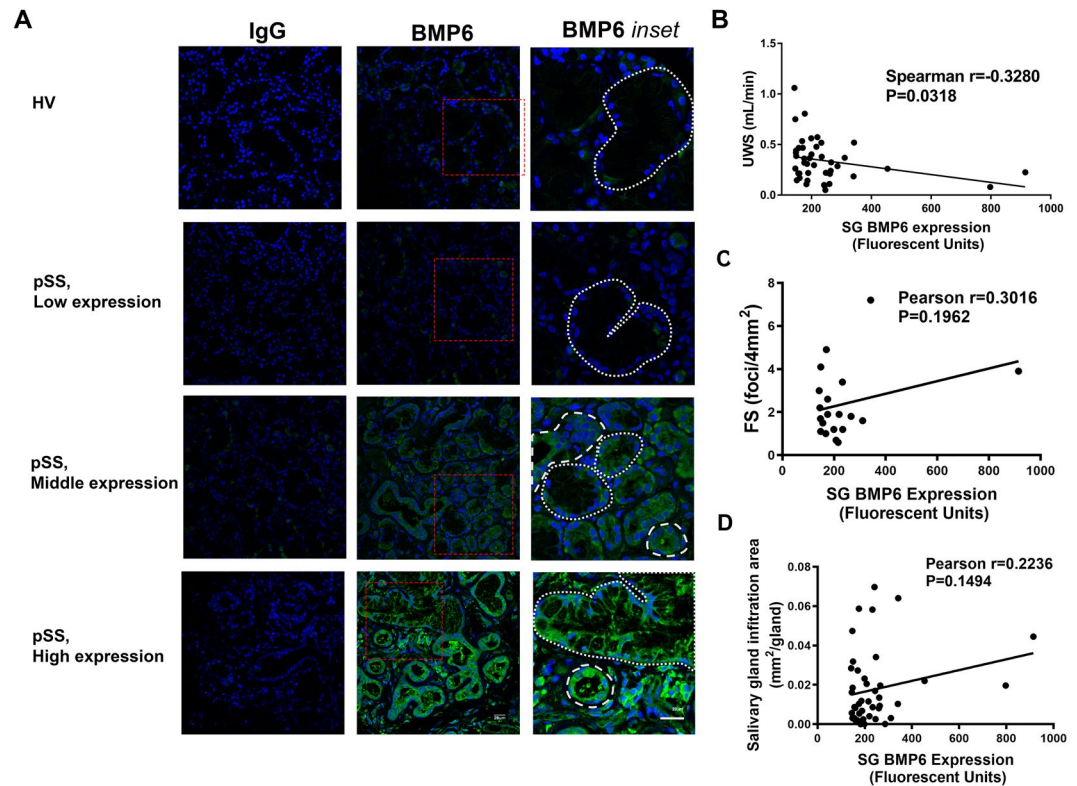 A
IgG
BMP6
BMP6 inset
HV
pSS,
Low expression
pSS,
Middle expression
pSS,
High expression
B
1.5
1.0
0.5
0.0
UWS (mL/min)
Spearman r=-0.3280
P=0.0318
200
400
600
800
1000
SG BMP6 expression
(Fluorescent Units)
C
8
6
4
2
0
FS (foci/4mm²)
Pearson r=0.3016
P=0.1962
0
200
400
600
800
1000
SG BMP6 Expression
(Fluorescent Units)
D
0.08
0.06
0.04
0.02
0.00
Salivary gland infitration area
(mm²/gland)
Pearson r=0.2236
P=0.1494
0
200
400
600
800
1000
SG BMP6 Expression
(Fluorescent Units)